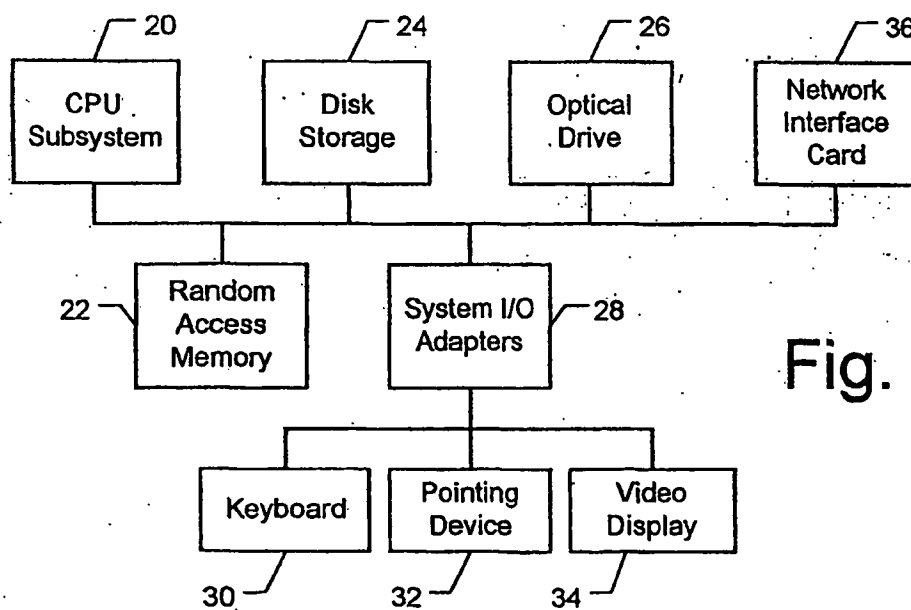 20
24
26
36
CPU
Subsystem
Disk
Storage
Optical
Drive
Network
Interface
Card
22
Random
Access
Memory
System I/O
Adapters
28
Fig.
Keyboard
Pointing
Device
Video
Display
30
32
34